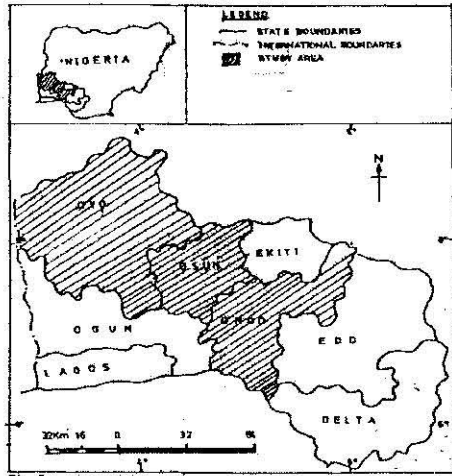 LEGEND
STATE BOUNDARIES
INTERNATIONAL BOUNDARIES
STUDY AREA
NIGERIA
N
OYO
OSUN
EKITI
OGUN
ONDO
EDO
LAGOS
DELTA
32Km 16 0 32